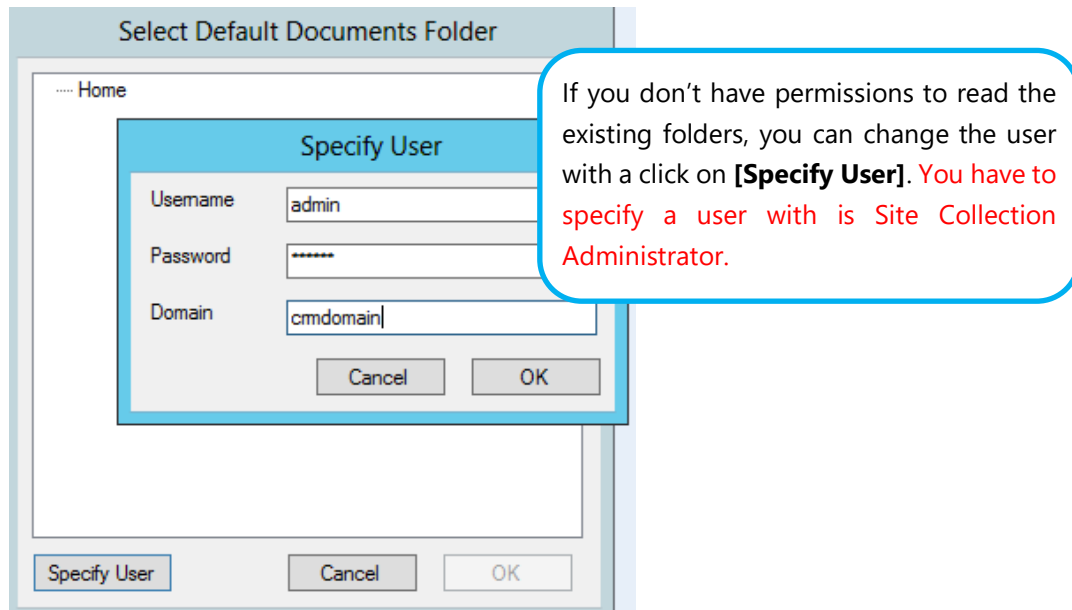 Select Default Documents Folder
Home
Specify User
Username
admin
Password
••••••
Domain
crmdomain
Cancel
OK
Specify User
Cancel
OK
If you don’t have permissions to read the
existing folders, you can change the user
with a click on [Specify User]. You have to
specify a user with is Site Collection
Administrator.